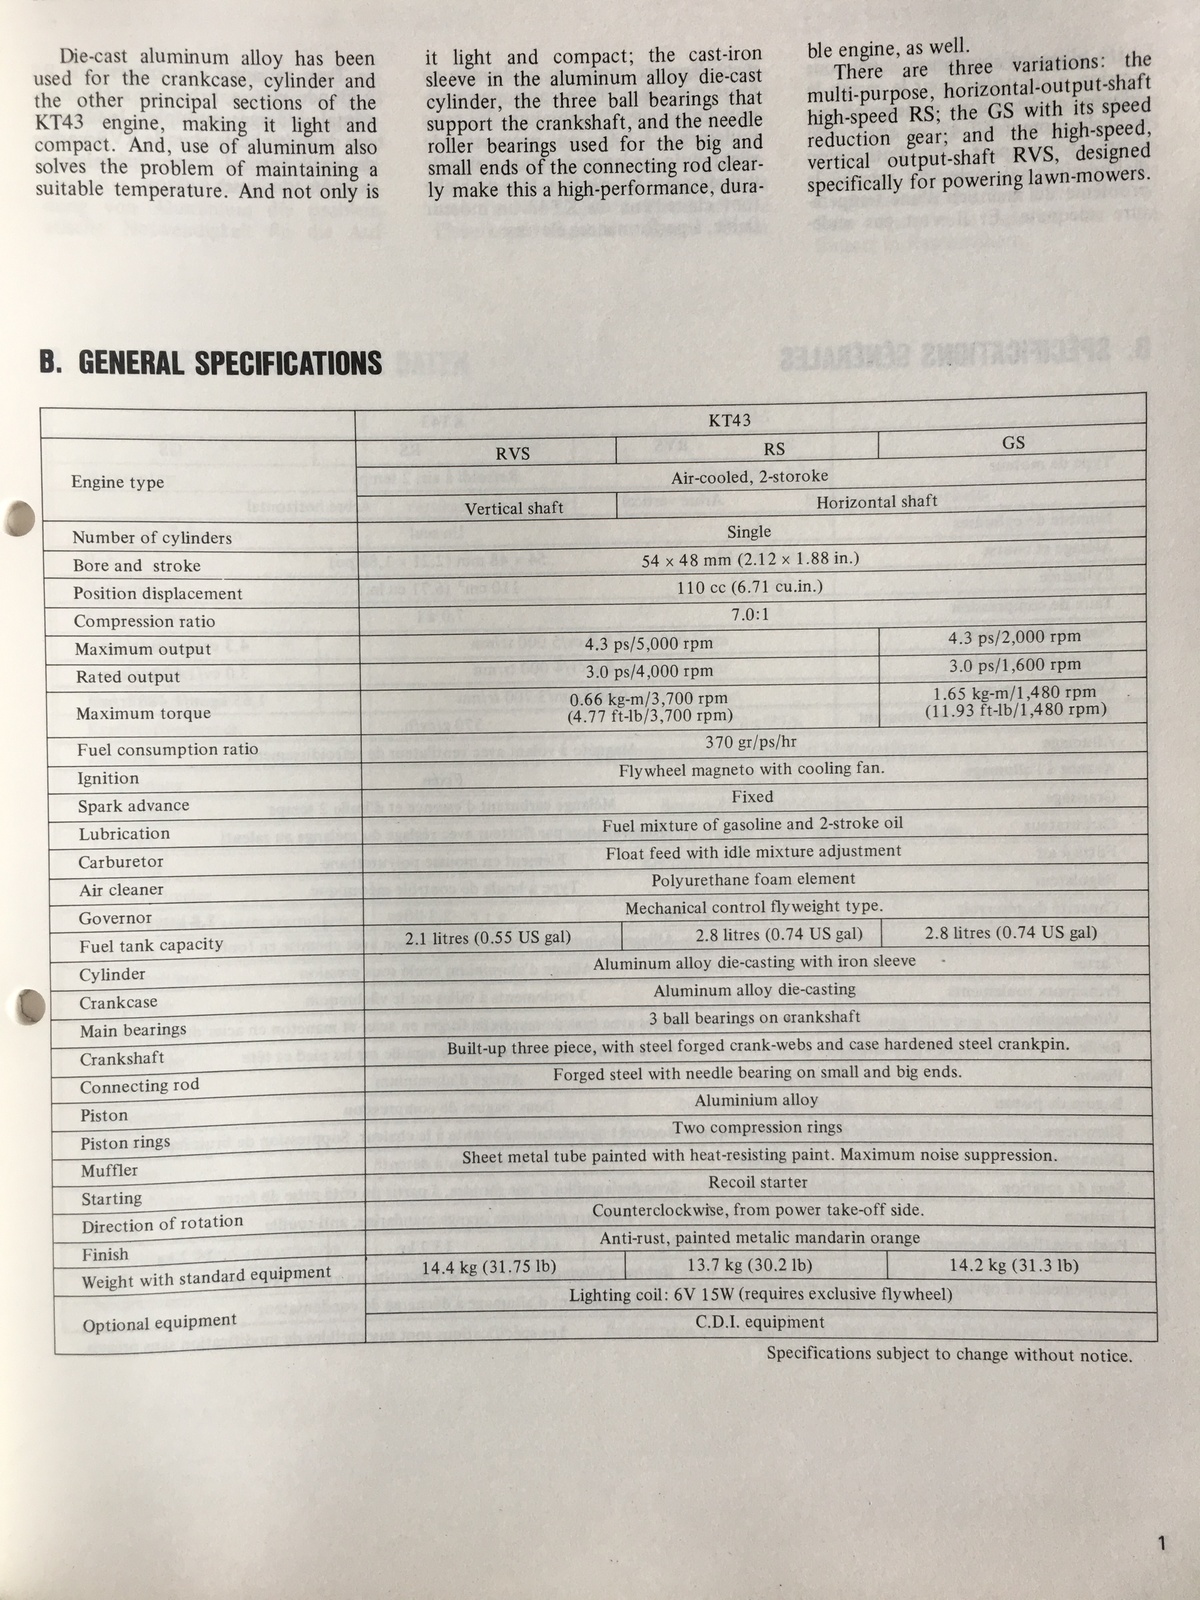 Die-cast aluminum alloy has been
used for the crankcase, cylinder and
the other principal sections of the
KT43 engine, making it light and
compact. And, use of aluminum also
solves the problem of maintaining a
suitable temperature. And not only is
it light and compact; the cast-iron
sleeve in the aluminum alloy die-cast
cylinder, the three ball bearings that
support the crankshaft, and the needle
roller bearings used for the big and
small ends of the connecting rod clear-
ly make this a high-performance, dura-
ble engine, as well.
There are three variations: the
multi-purpose, horizontal-output-shaft
high-speed RS; the GS with its speed
reduction gear; and the high-speed,
vertical output-shaft RVS, designed
specifically for powering lawn-mowers.
B. GENERAL SPECIFICATIONS
KT43
RVS RS GS
Engine type Air-cooled, 2-storoke
Vertical shaft Horizontal shaft
Number of cylinders Single
Bore and stroke 54 x 48 mm (2.12 x 1.88 in.)
Position displacement 110 cc (6.71 cu.in.)
Compression ratio 7.0:1
Maximum output 4.3 ps/5,000 rpm 4.3 ps/2,000 rpm
Rated output 3.0 ps/4,000 rpm 3.0 ps/1,600 rpm
Maximum torque 0.66 kg-m/3,700 rpm 1.65 kg-m/1,480 rpm
(4.77 ft-lb/3,700 rpm) (11.93 ft-lb/1,480 rpm)
Fuel consumption ratio 370 gr/ps/hr
Ignition Flywheel magneto with cooling fan.
Spark advance Fixed
Lubrication Fuel mixture of gasoline and 2-stroke oil
Carburetor Float feed with idle mixture adjustment
Air cleaner Polyurethane foam element
Governor Mechanical control flyweight type.
Fuel tank capacity 2.1 litres (0.55 US gal) 2.8 litres (0.74 US gal) 2.8 litres (0.74 US gal)
Cylinder Aluminum alloy die-casting with iron sleeve
Crankcase Aluminum alloy die-casting
Main bearings 3 ball bearings on crankshaft
Crankshaft Built-up three piece, with steel forged crank-webs and case hardened steel crankpin.
Connecting rod Forged steel with needle bearing on small and big ends.
Piston Aluminium alloy
Piston rings Two compression rings
Muffler Sheet metal tube painted with heat-resisting paint. Maximum noise suppression.
Starting Recoil starter
Direction of rotation Counterclockwise, from power take-off side.
Finish Anti-rust, painted metalic mandarin orange
Weight with standard equipment 14.4 kg (31.75 lb) 13.7 kg (30.2 lb) 14.2 kg (31.3 lb)
Optional equipment Lighting coil: 6V 15W (requires exclusive flywheel)
C.D.I. equipment
Specifications subject to change without notice.
1